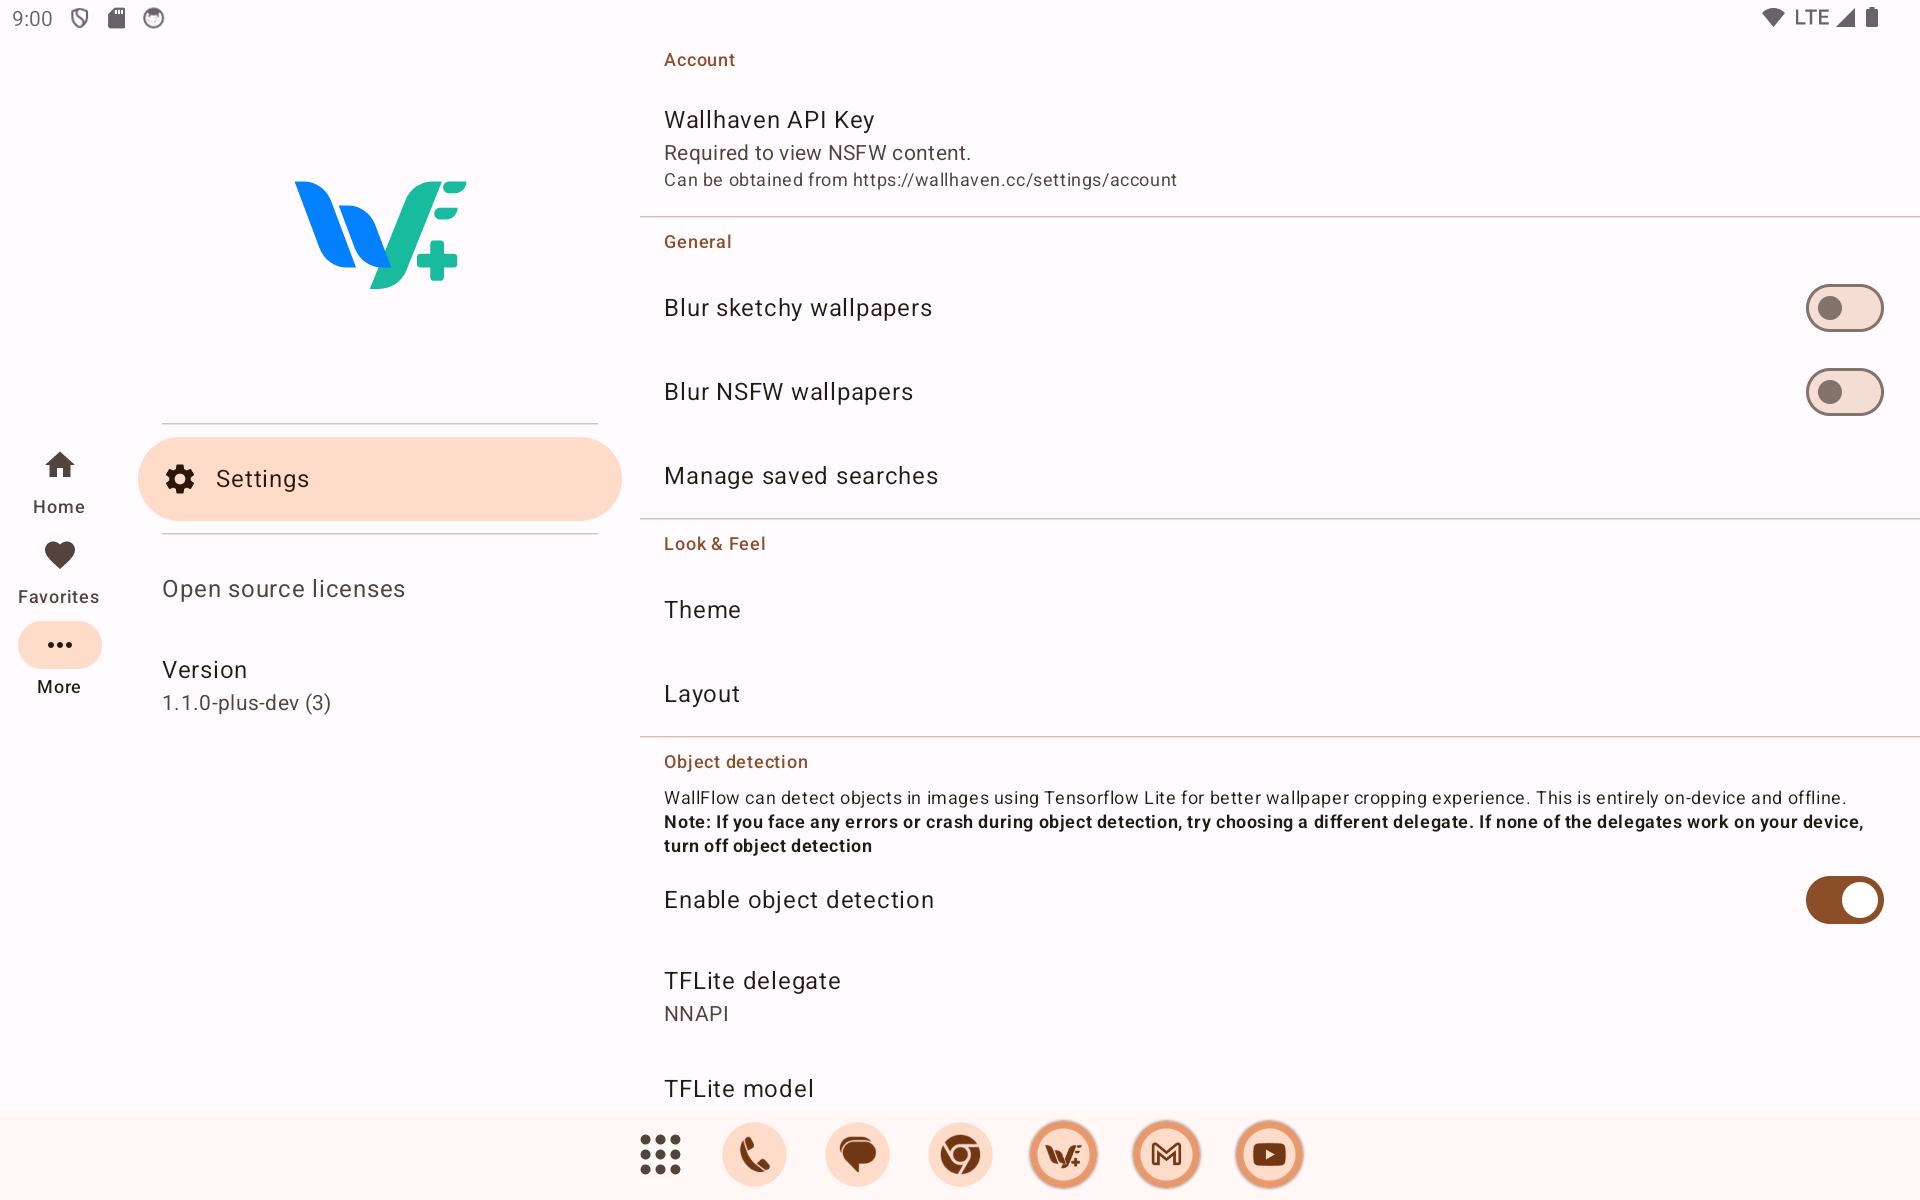 9:00
LTE
Home
Favorites
More
Settings
Open source licenses
Version
1.1.0-plus-dev (3)
Account
Wallhaven API Key
Required to view NSFW content.
Can be obtained from https://wallhaven.cc/settings/account
General
Blur sketchy wallpapers
Blur NSFW wallpapers
Manage saved searches
Look & Feel
Theme
Layout
Object detection
WallFlow can detect objects in images using Tensorflow Lite for better wallpaper cropping experience. This is entirely on-device and offline.
Note: If you face any errors or crash during object detection, try choosing a different delegate. If none of the delegates work on your device,
turn off object detection
Enable object detection
TFLite delegate
NNAPI
TFLite model